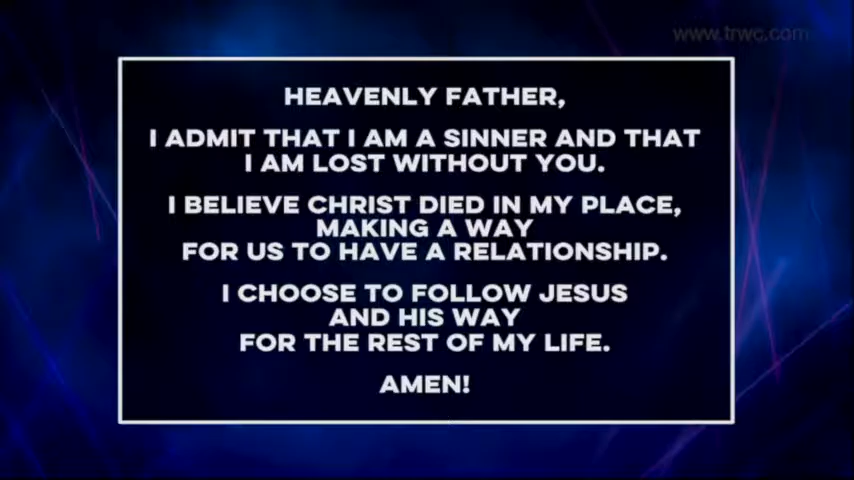 www.trwc.com
HEAVENLY FATHER,
I ADMIT THAT I AM A SINNER AND THAT
I AM LOST WITHOUT YOU.
I BELIEVE CHRIST DIED IN MY PLACE,
MAKING A WAY
FOR US TO HAVE A RELATIONSHIP.
I CHOOSE TO FOLLOW JESUS
AND HIS WAY
FOR THE REST OF MY LIFE.
AMEN!